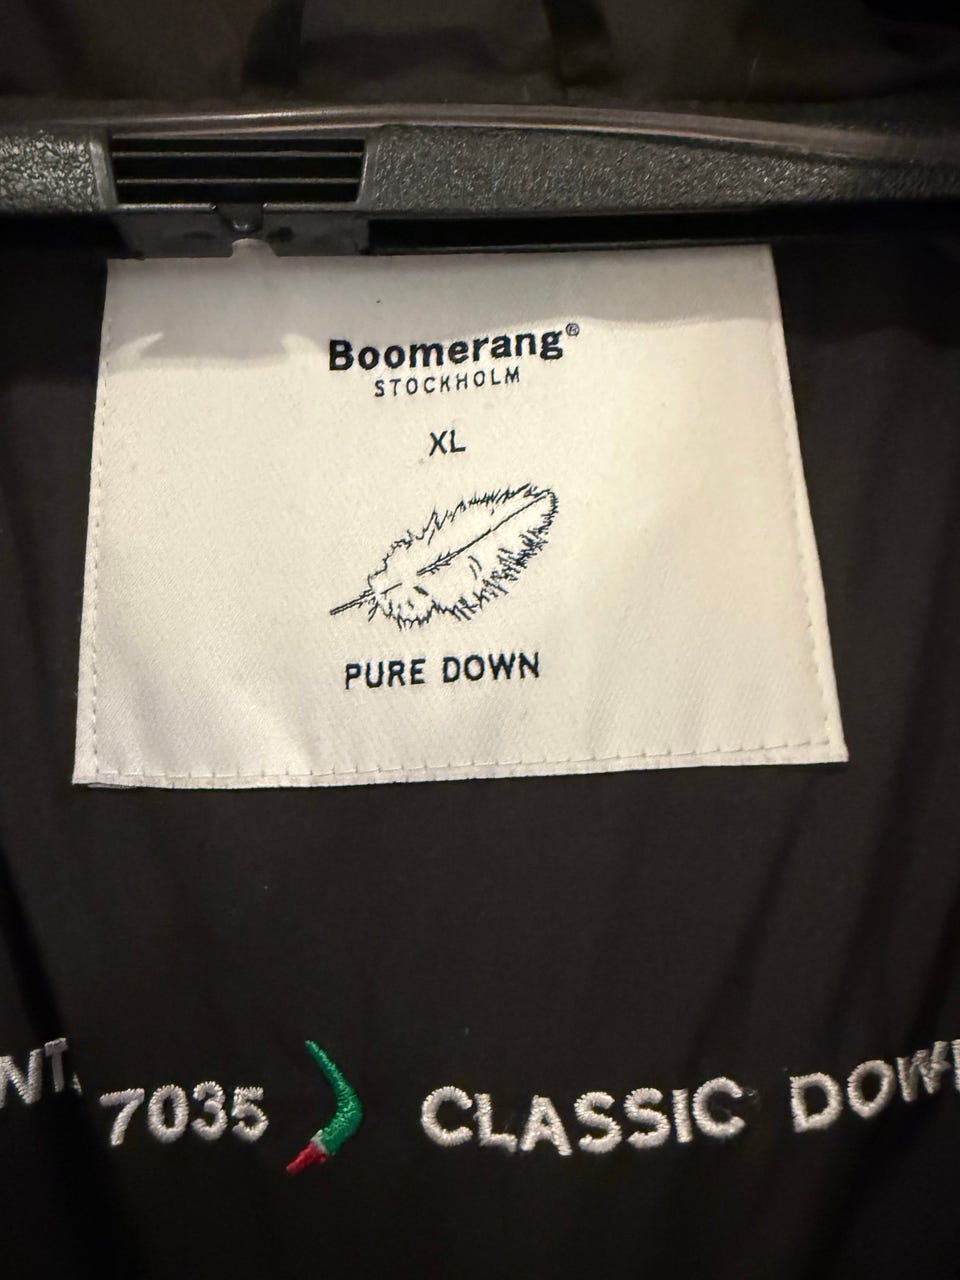 Boomerang®
STOCKHOLM
XL
PURE DOWN
7035 CLASSIC